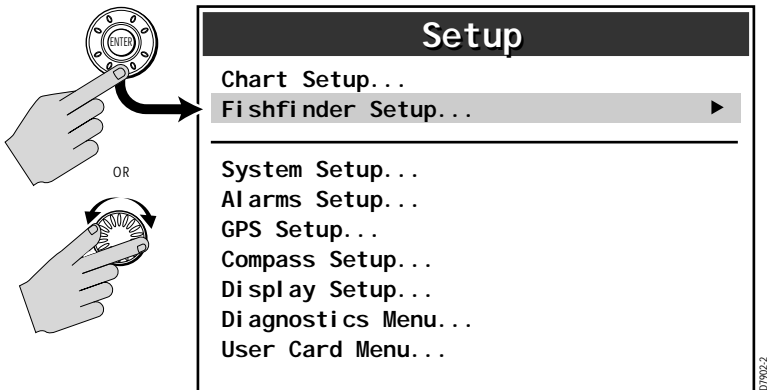 Setup
ENTER
Chart Setup...
Fishfinder Setup...
OR
System Setup...
Alarms Setup...
GPS Setup...
Compass Setup...
Display Setup...
Diagnostics Menu...
User Card Menu...
D7902-2